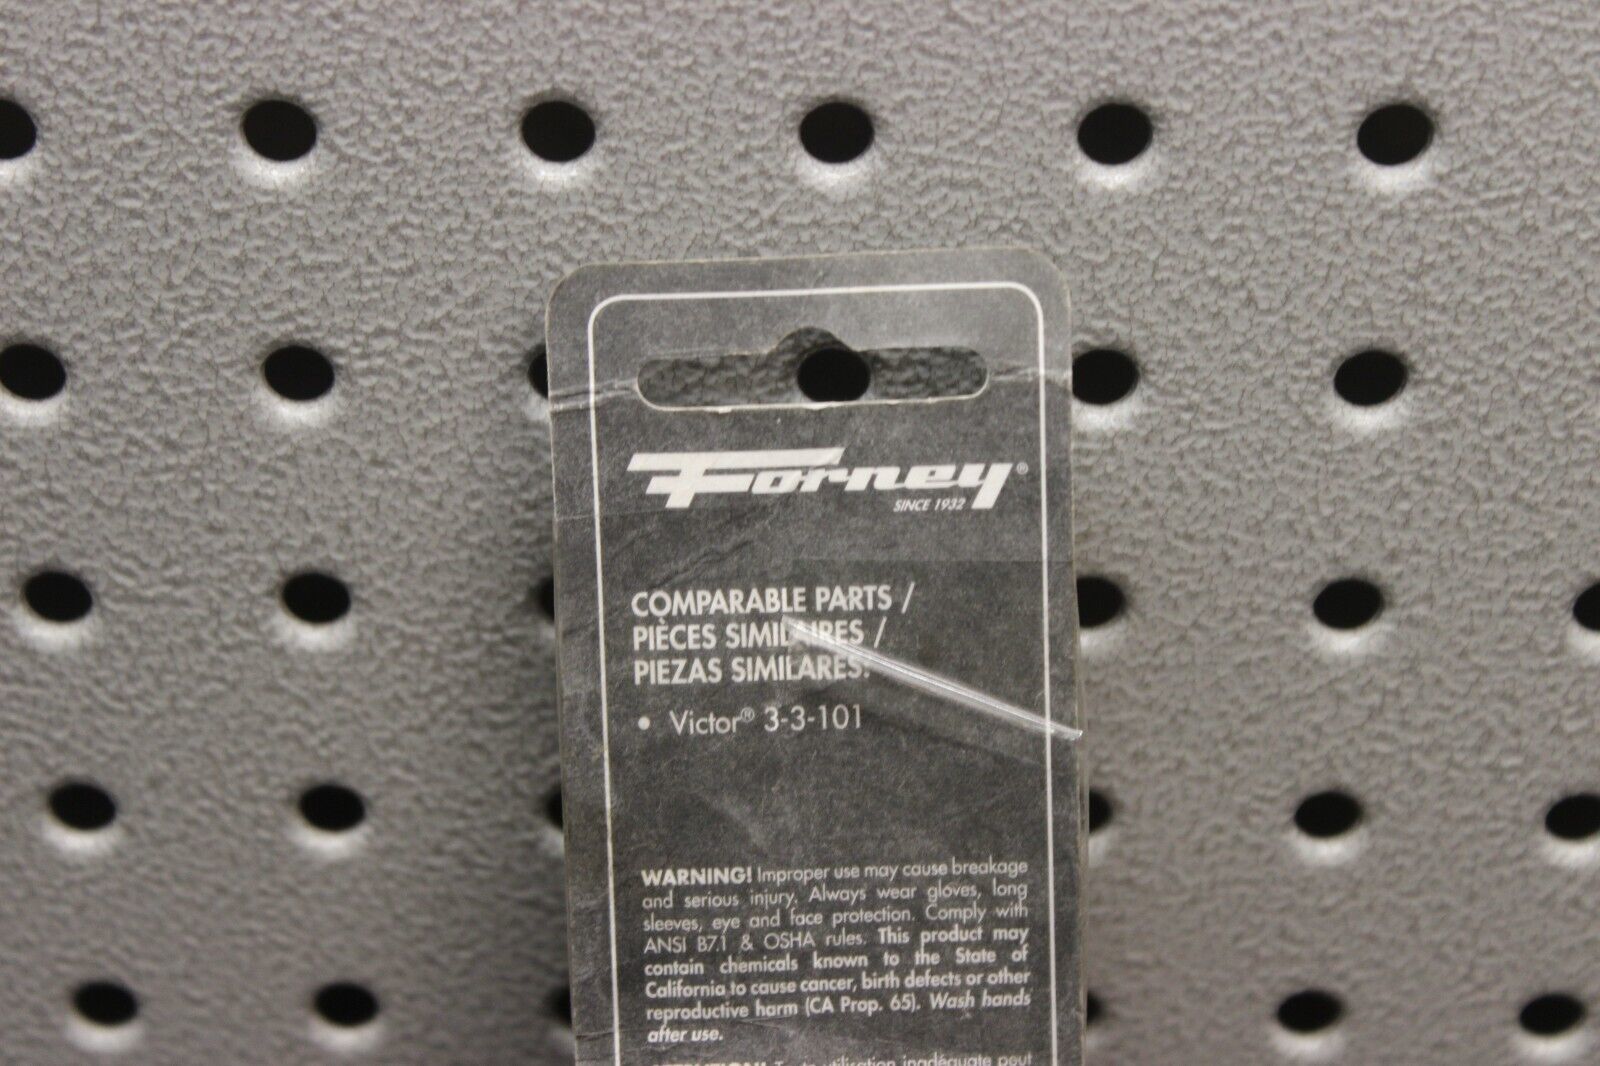 Forney®
SINCE 1932
COMPARABLE PARTS /
PIÈCES SIMILAIRES /
PIEZAS SIMILARES:
• Victor® 3-3-101
WARNING! Improper use may cause breakage
and serious injury. Always wear gloves, long
sleeves, eye and face protection. Comply with
ANSI B7.1 & OSHA rules. This product may
contain chemicals known to the State of
California to cause cancer, birth defects or other
reproductive harm (CA Prop. 65). Wash hands
after use.
utilisation inadéquate peut